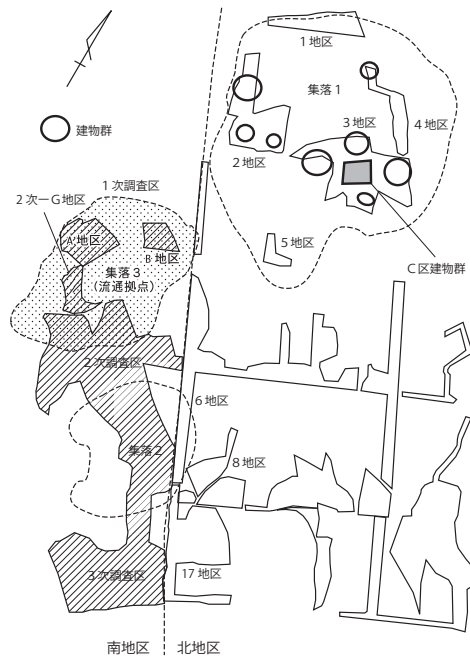 1地区
集落1
建物群
3地区
4地区
2地区
1次調査区
2次ーG地区
A地区
B地区
集落3
(流通拠点)
5地区
C区建物群
2次調査区
6地区
集落2
8地区
3次調査区
17地区
南地区
北地区